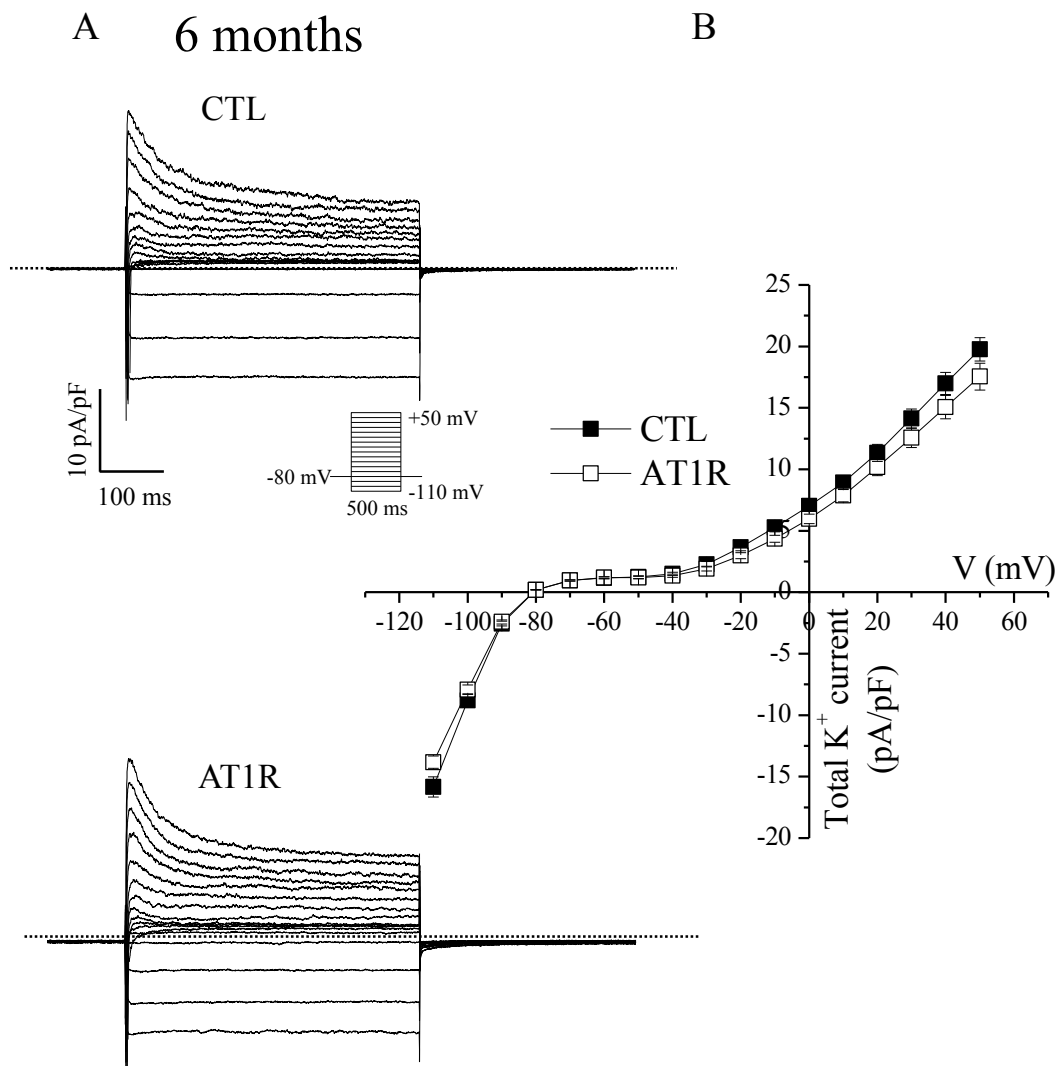 A
6 months
B
CTL
10 pA/pF
100 ms
+50 mV
-80 mV
-110 mV
500 ms
CTL
AT1R
25
20
15
10
5
0
-5
-10
-15
-20
-120 -100 -80 -60 -40 -20 0 20 40 60
V (mV)
Total K+ current
(pA/pF)
AT1R